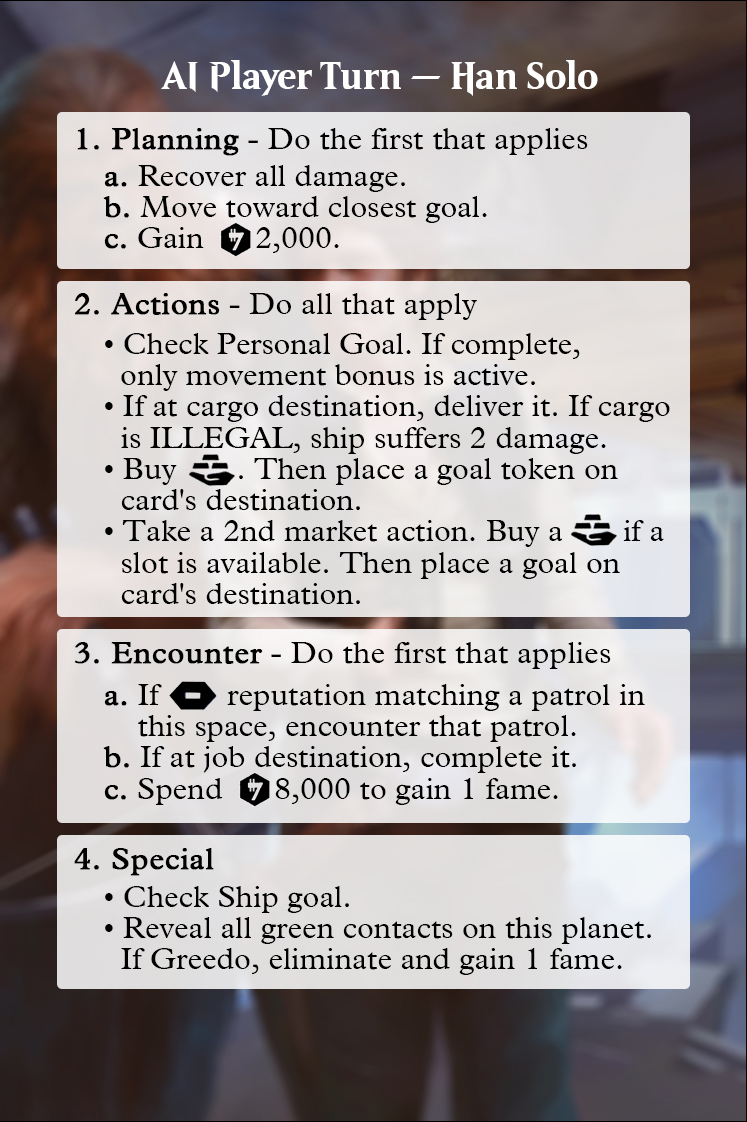 AI Player Turn — Han Solo
1. Planning - Do the first that applies
a. Recover all damage.
b. Move toward closest goal.
c. Gain 2,000.
2. Actions - Do all that apply
• Check Personal Goal. If complete,
only movement bonus is active.
• If at cargo destination, deliver it. If cargo
is ILLEGAL, ship suffers 2 damage.
• Buy . Then place a goal token on
card's destination.
• Take a 2nd market action. Buy a if a
slot is available. Then place a goal on
card's destination.
3. Encounter - Do the first that applies
a. If reputation matching a patrol in
this space, encounter that patrol.
b. If at job destination, complete it.
c. Spend 8,000 to gain 1 fame.
4. Special
• Check Ship goal.
• Reveal all green contacts on this planet.
If Greedo, eliminate and gain 1 fame.